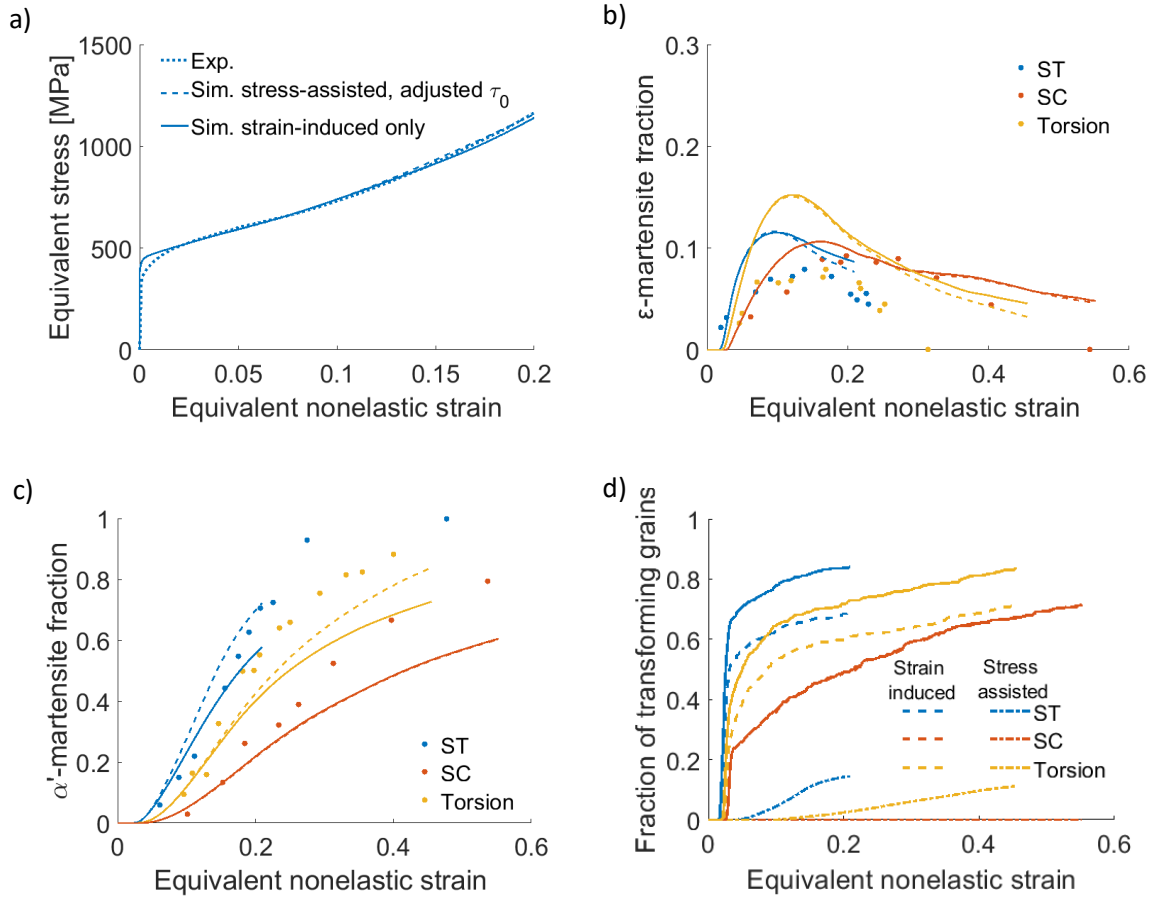 a)
1500
1000
500
0
Equivalent stress [MPa]
Exp.
Sim. stress-assisted, adjusted τ0
Sim. strain-induced only
0 0.05 0.1 0.15 0.2
Equivalent nonelastic strain
b)
0.3
0.2
0.1
0
ε-martensite fraction
ST
SC
Torsion
0 0.2 0.4 0.6
Equivalent nonelastic strain
c)
1
0.8
0.6
0.4
0.2
0
α'-martensite fraction
ST
SC
Torsion
0 0.2 0.4 0.6
Equivalent nonelastic strain
d)
1
0.8
0.6
0.4
0.2
0
Fraction of transforming grains
Strain Stress
induced assisted
ST
SC
Torsion
0 0.2 0.4 0.6
Equivalent nonelastic strain